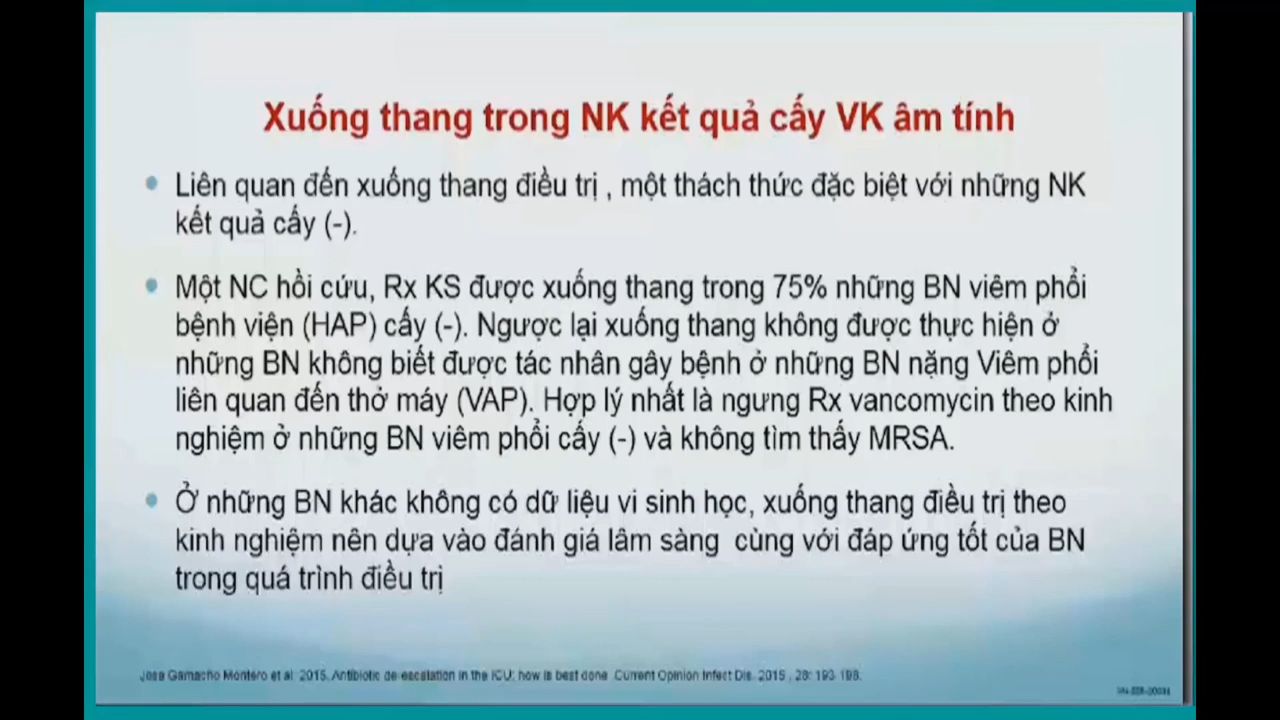 Xuống thang trong NK kết quả cấy VK âm tính
• Liên quan đến xuống thang điều trị , một thách thức đặc biệt với những NK
kết quả cấy (-).
• Một NC hồi cứu, Rx KS được xuống thang trong 75% những BN viêm phổi
bệnh viện (HAP) cấy (-). Ngược lại xuống thang không được thực hiện ở
những BN không biết được tác nhân gây bệnh ở những BN nặng Viêm phổi
liên quan đến thở máy (VAP). Hợp lý nhất là ngưng Rx vancomycin theo kinh
nghiệm ở những BN viêm phổi cấy (-) và không tìm thấy MRSA.
• Ở những BN khác không có dữ liệu vi sinh học, xuống thang điều trị theo
kinh nghiệm nên dựa vào đánh giá lâm sàng cùng với đáp ứng tốt của BN
trong quá trình điều trị
Jose Gamacho Montero et al 2015. Antibiotic de escalation in the ICU: how is best done Current Opinion Infect Dis. 2015 , 28: 193-198.